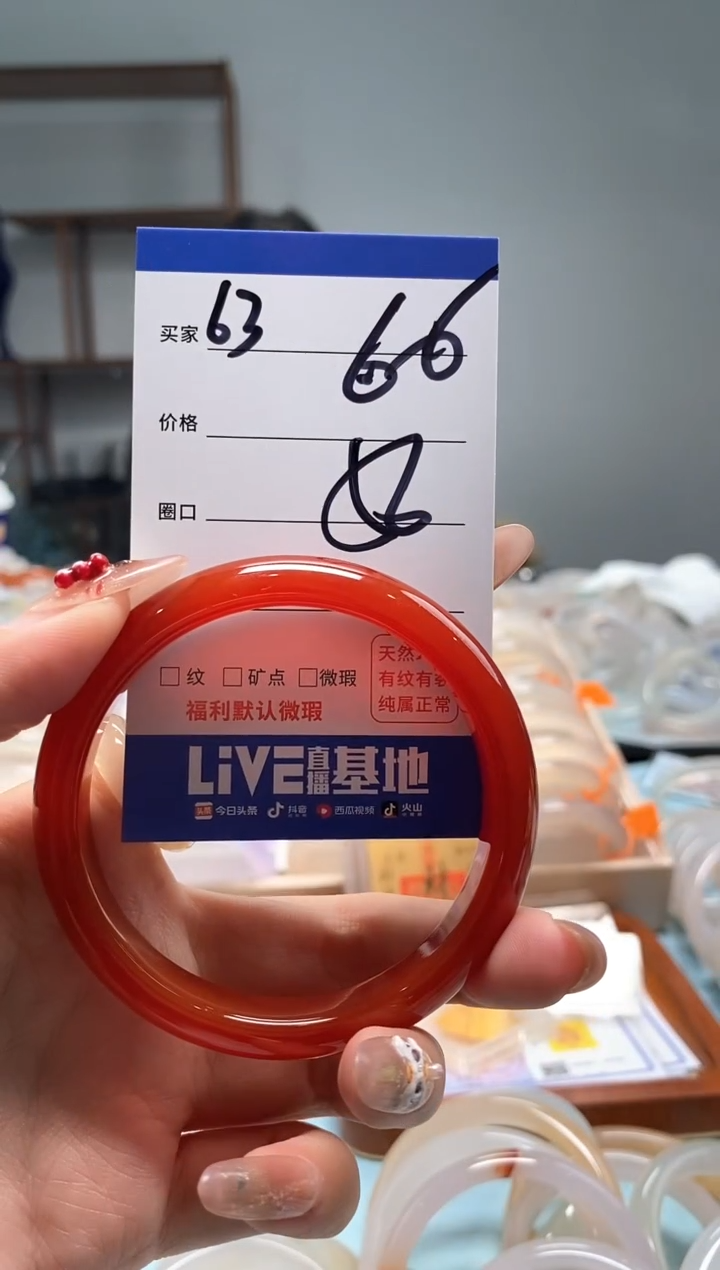 买家 63 66
价格
圈口
天然
□纹 □矿点 □微瑕 有纹有
福利默认微瑕 纯属正常
LiVE直播基地
今日头条 抖音 西瓜视频 火山